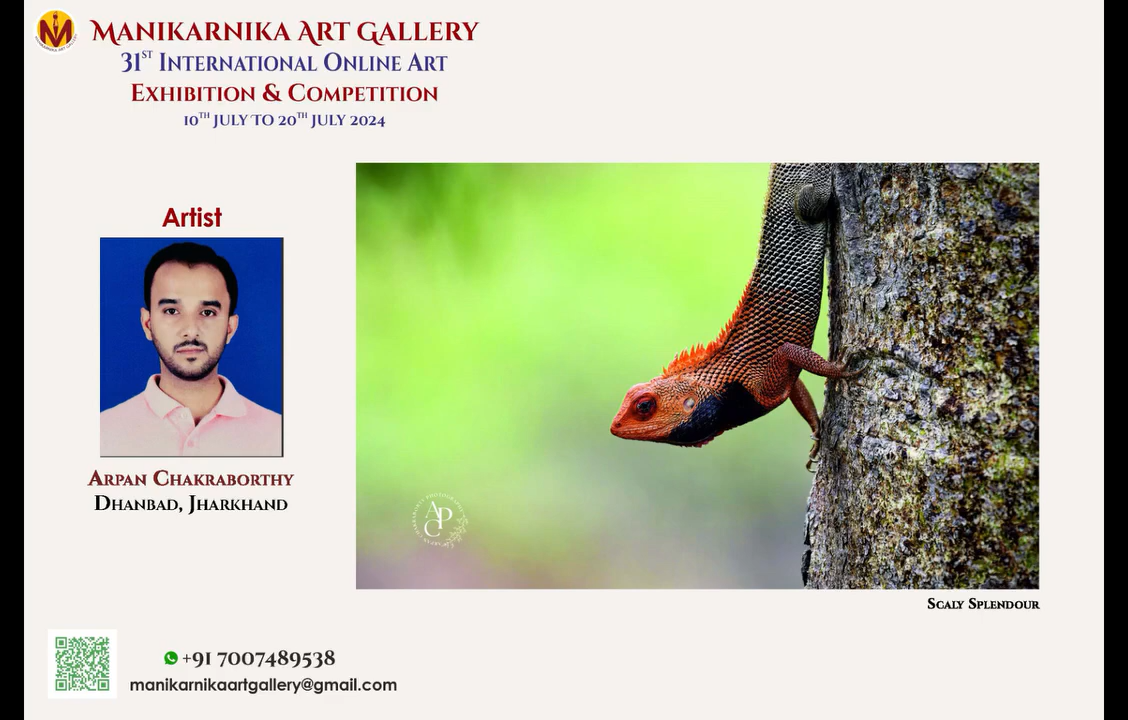 Manikarnika Art Gallery
31st International Online Art
Exhibition & Competition
10th July to 20th July 2024
Artist
Arpan Chakraborthy
Dhanbad, Jharkhand
APC
Scaly Splendour
+91 7007489538
manikarnikaartgallery@gmail.com